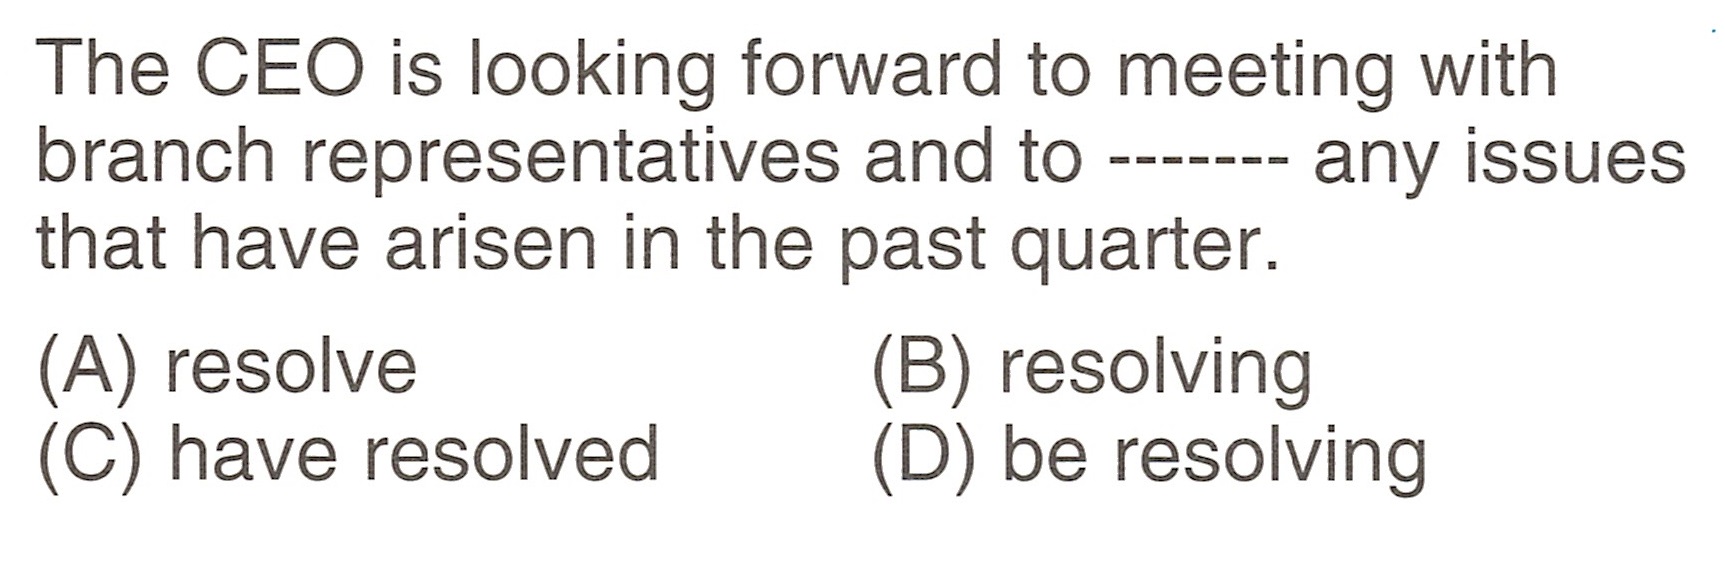 The CEO is looking forward to meeting with
branch representatives and to ------- any issues
that have arisen in the past quarter.
(A) resolve (B) resolving
(C) have resolved (D) be resolving